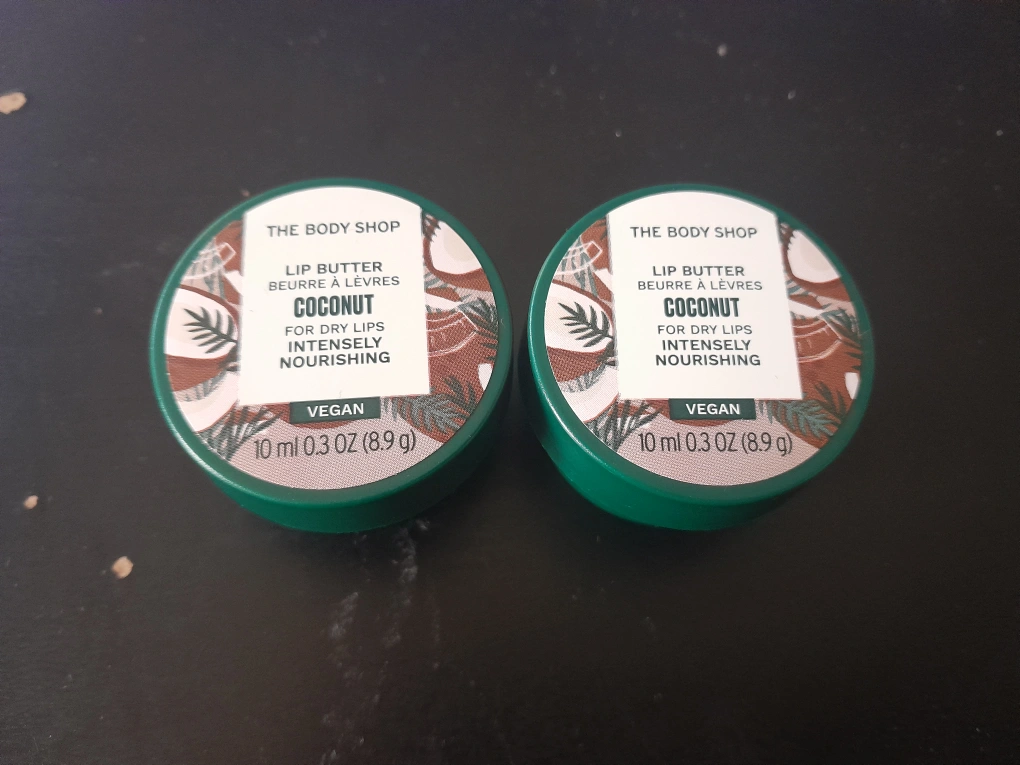 THE BODY SHOP
LIP BUTTER
BEURRE À LÈVRES
COCONUT
FOR DRY LIPS
INTENSELY
NOURISHING
VEGAN
10 ml 0.3 OZ (8.9 g)
THE BODY SHOP
LIP BUTTER
BEURRE À LÈVRES
COCONUT
FOR DRY LIPS
INTENSELY
NOURISHING
VEGAN
10 ml 0.3 OZ (8.9 g)